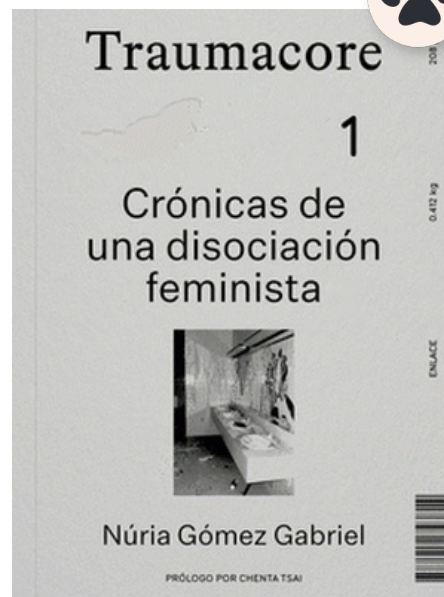 Traumacore
1
Crónicas de
una disociación
feminista
Núria Gómez Gabriel
PRÓLOGO POR CHENTA TSAI
208
0.412 kg
ENLACE